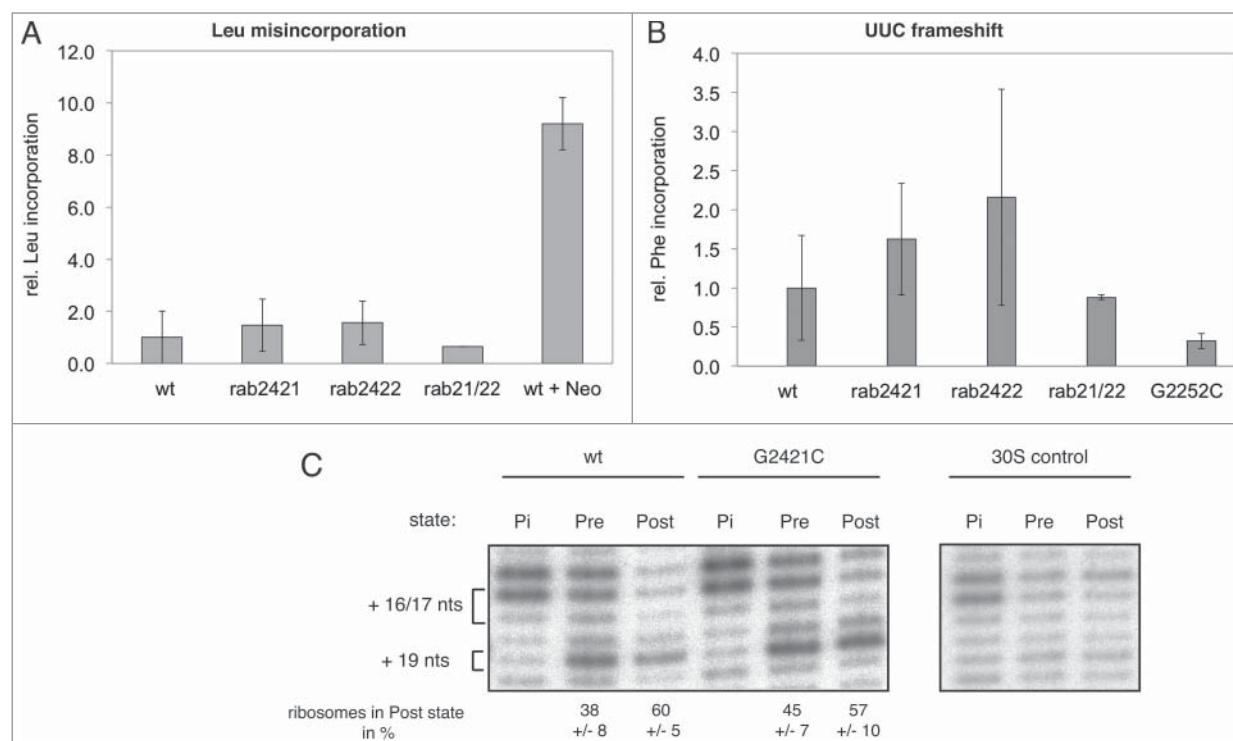 A
Leu misincorporation
rel. Leu incorporation
12.0
10.0
8.0
6.0
4.0
2.0
0.0
wt rab2421 rab2422 rab21/22 wt + Neo
B
UUC frameshift
rel. Phe incorporation
4.0
3.5
3.0
2.5
2.0
1.5
1.0
0.5
0.0
wt rab2421 rab2422 rab21/22 G2252C
C
wt G2421C 30S control
state: Pi Pre Post Pi Pre Post Pi Pre Post
+ 16/17 nts
+ 19 nts
ribosomes in Post state 38 60 45 57
in % +/- 8 +/- 5 +/- 7 +/- 10